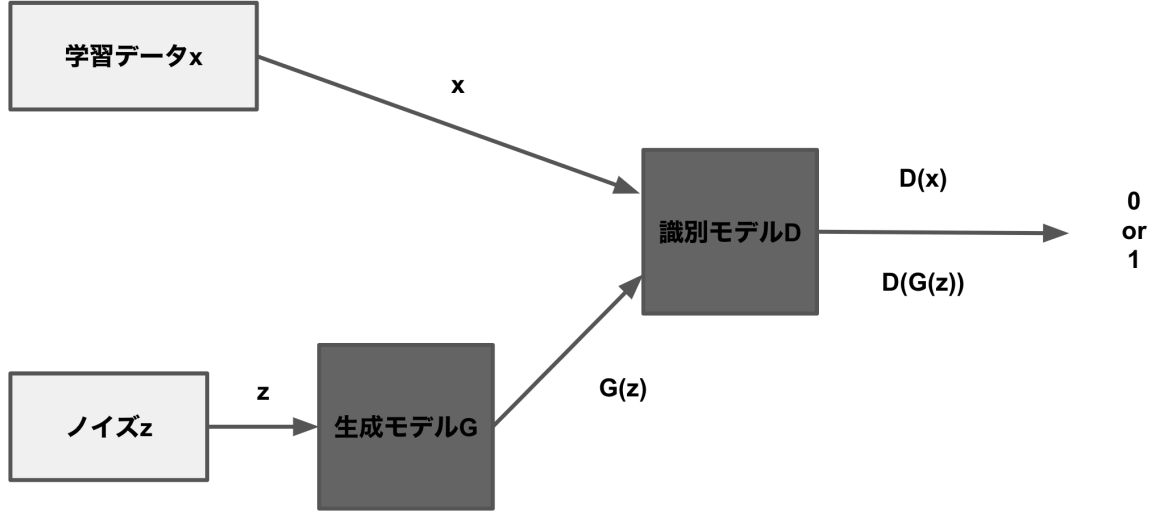 学習データx
x
識別モデルD
D(x)
D(G(z))
0
or
1
ノイズz
z
生成モデルG
G(z)